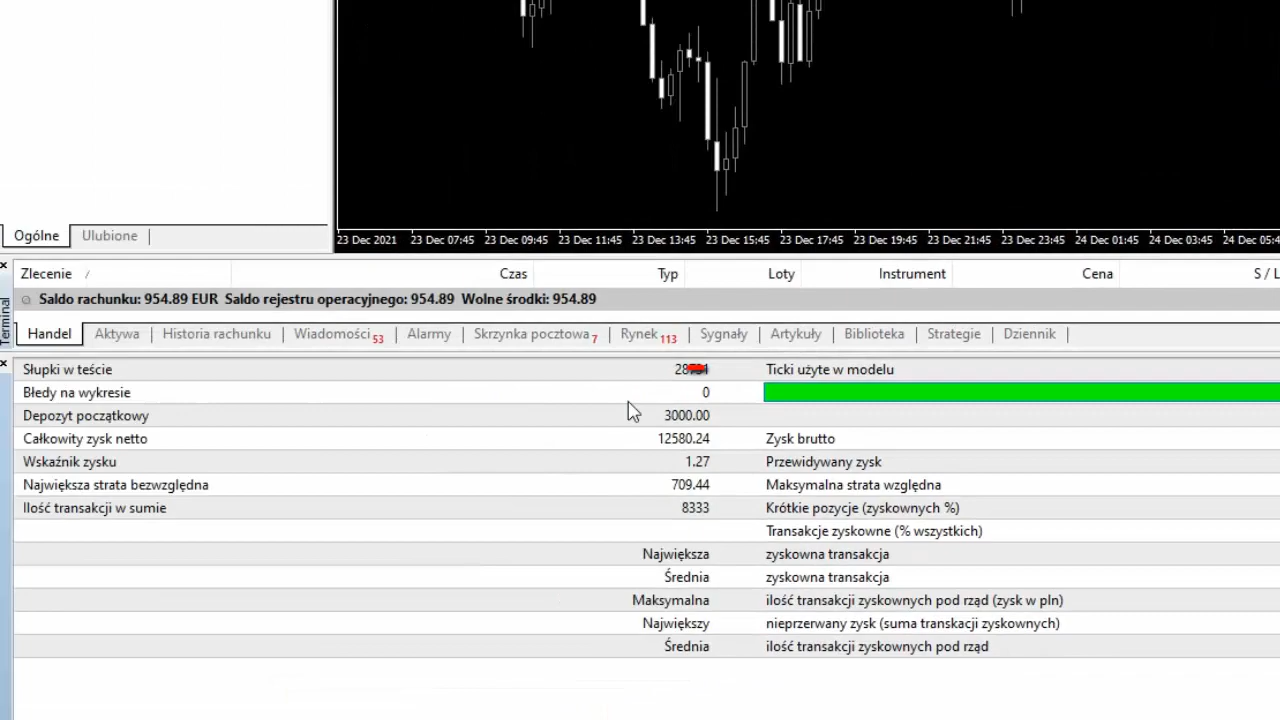 23 Dec 2021 23 Dec 07:45 23 Dec 09:45 23 Dec 11:45 23 Dec 13:45 23 Dec 15:45 23 Dec 17:45 23 Dec 19:45 23 Dec 21:45 23 Dec 23:45 24 Dec 01:45 24 Dec 03:45 24 Dec 05:4
Ogólne Ulubione
Zlecenie / Czas Typ Loty Instrument Cena S / L
Saldo rachunku: 954.89 EUR Saldo rejestru operacyjnego: 954.89 Wolne środki: 954.89
Terminal
Handel Aktywa Historia rachunku Wiadomości 53 Alarmy Skrzynka pocztowa 7 Rynek 113 Sygnały Artykuły Biblioteka Strategie Dziennik
Słupki w teście Ticki użyte w modelu
Błedy na wykresie 0
Depozyt początkowy 3000.00
Całkowity zysk netto 12580.24 Zysk brutto
Wskaźnik zysku 1.27 Przewidywany zysk
Największa strata bezwzględna 709.44 Maksymalna strata względna
Ilość transakcji w sumie 8333 Krótkie pozycje (zyskownych %)
Transakcje zyskowne (% wszystkich)
Największa zyskowna transakcja
Średnia zyskowna transakcja
Maksymalna ilość transakcji zyskownych pod rząd (zysk w pln)
Największy nieprzerwany zysk (suma transkacji zyskownych)
Średnia ilość transakcji zyskownych pod rząd